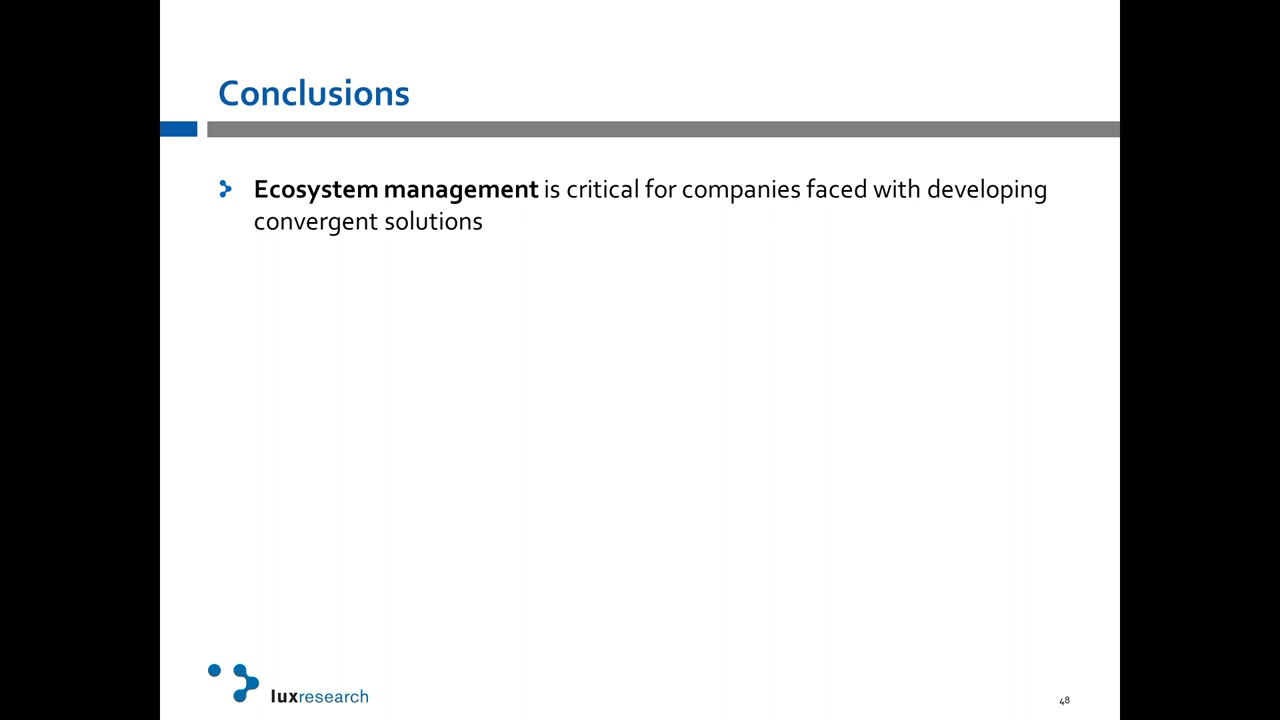 Conclusions
Ecosystem management is critical for companies faced with developing
convergent solutions
luxresearch
48